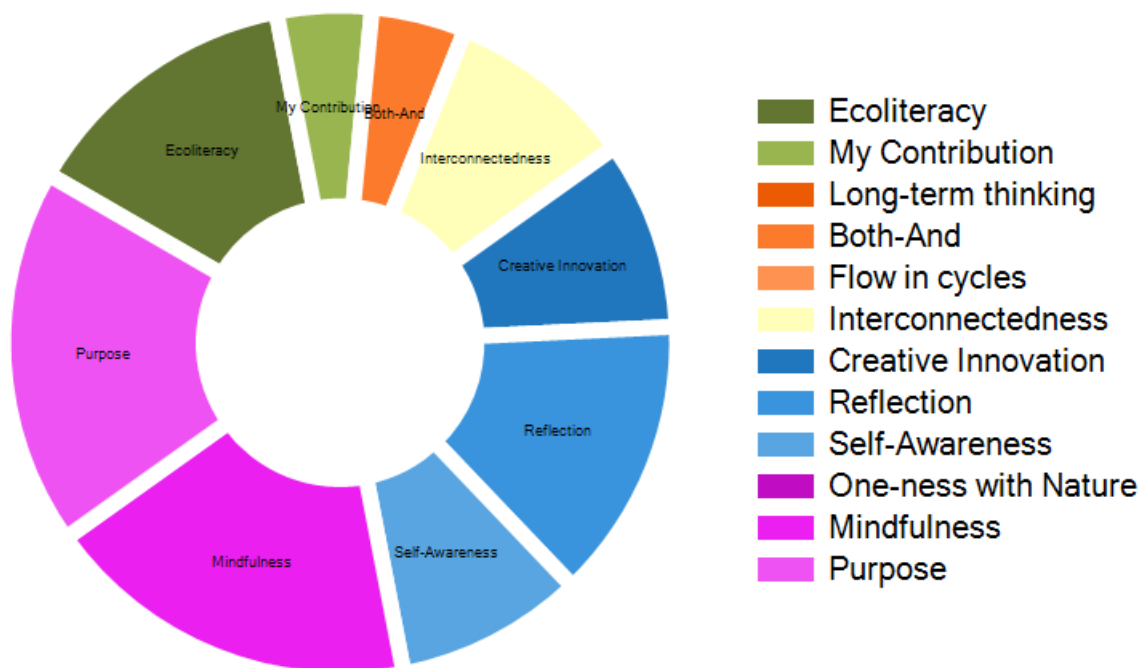 My Contribution
Both-And
Ecoliteracy
Interconnectedness
Creative Innovation
Purpose
Reflection
Self-Awareness
Mindfulness
Ecoliteracy
My Contribution
Long-term thinking
Both-And
Flow in cycles
Interconnectedness
Creative Innovation
Reflection
Self-Awareness
One-ness with Nature
Mindfulness
Purpose